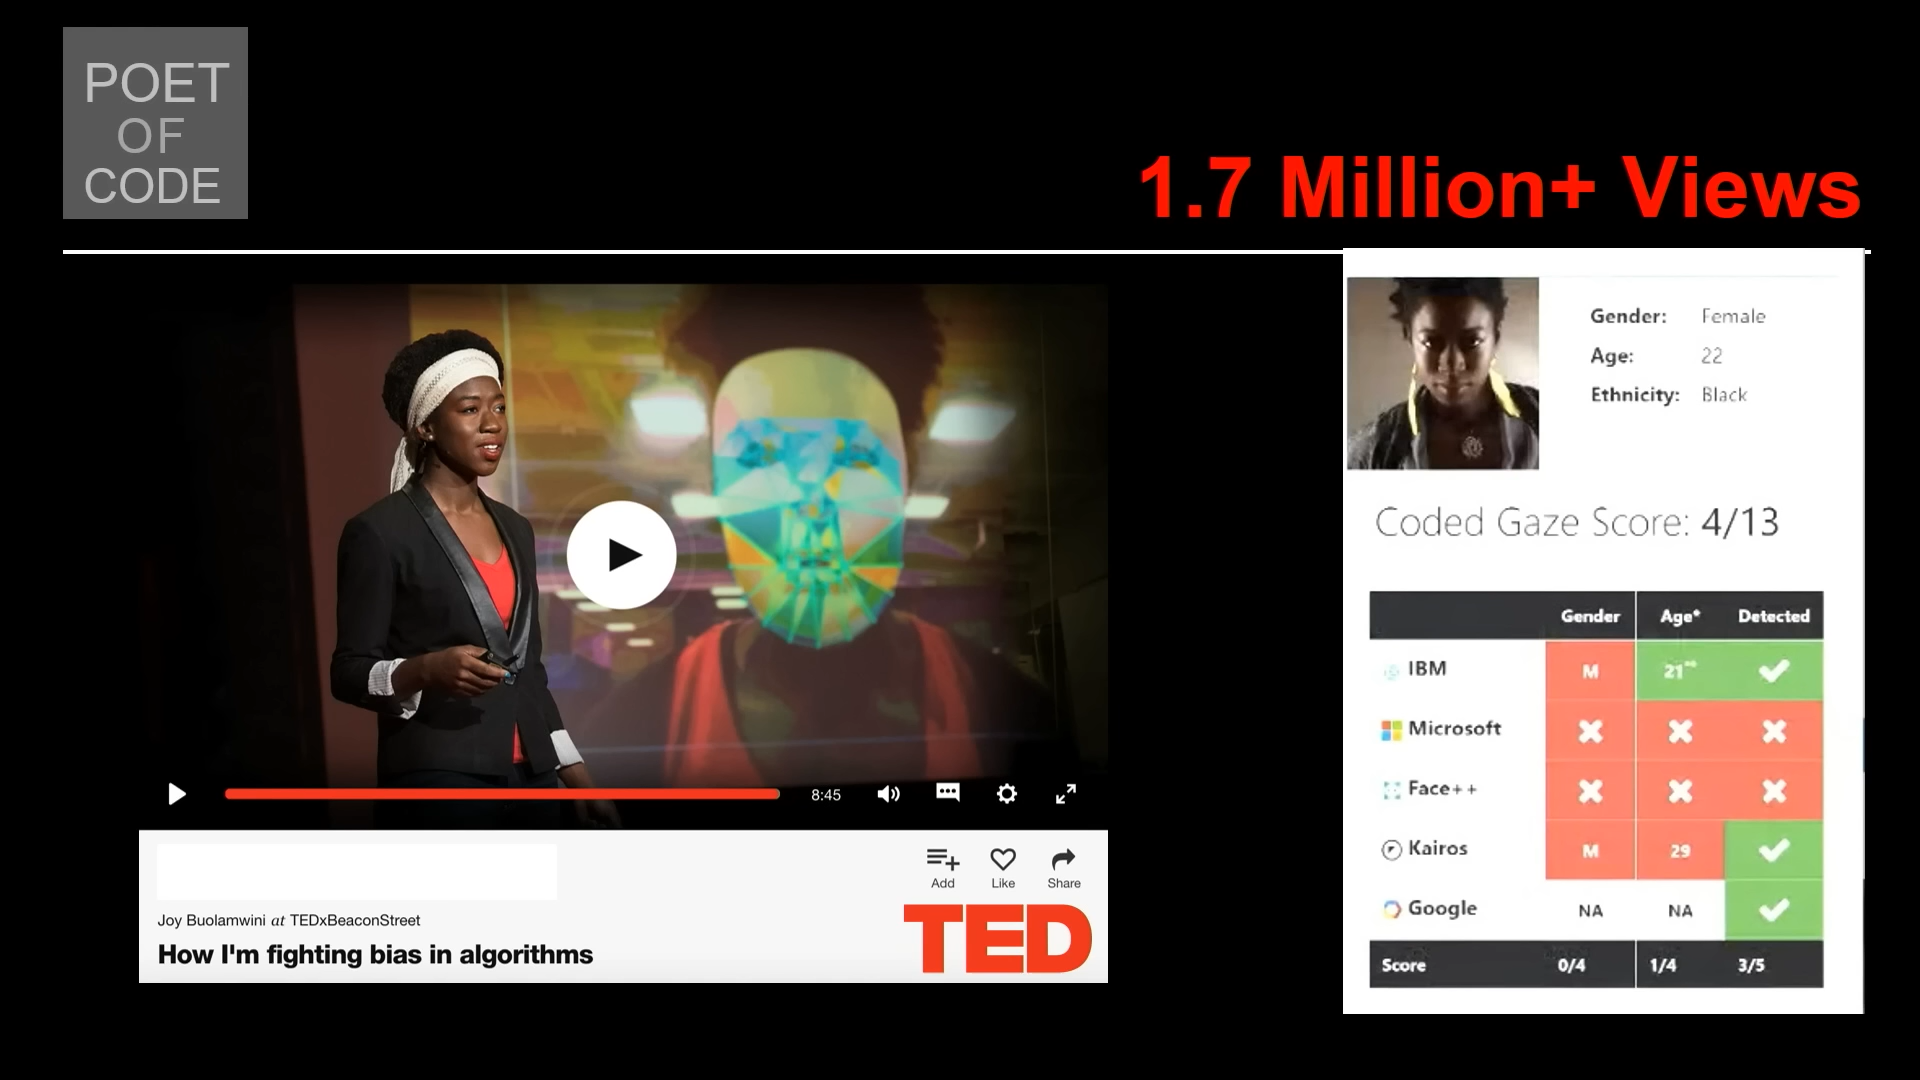 POET
OF
CODE
1.7 Million+ Views
8:45
Add Like Share
Joy Buolamwini at TEDxBeaconStreet
How I'm fighting bias in algorithms
TED
Gender: Female
Age: 22
Ethnicity: Black
Coded Gaze Score: 4/13
Gender Age* Detected
IBM M 21
Microsoft
Face++
Kairos M 29
Google NA NA
Score 0/4 1/4 3/5